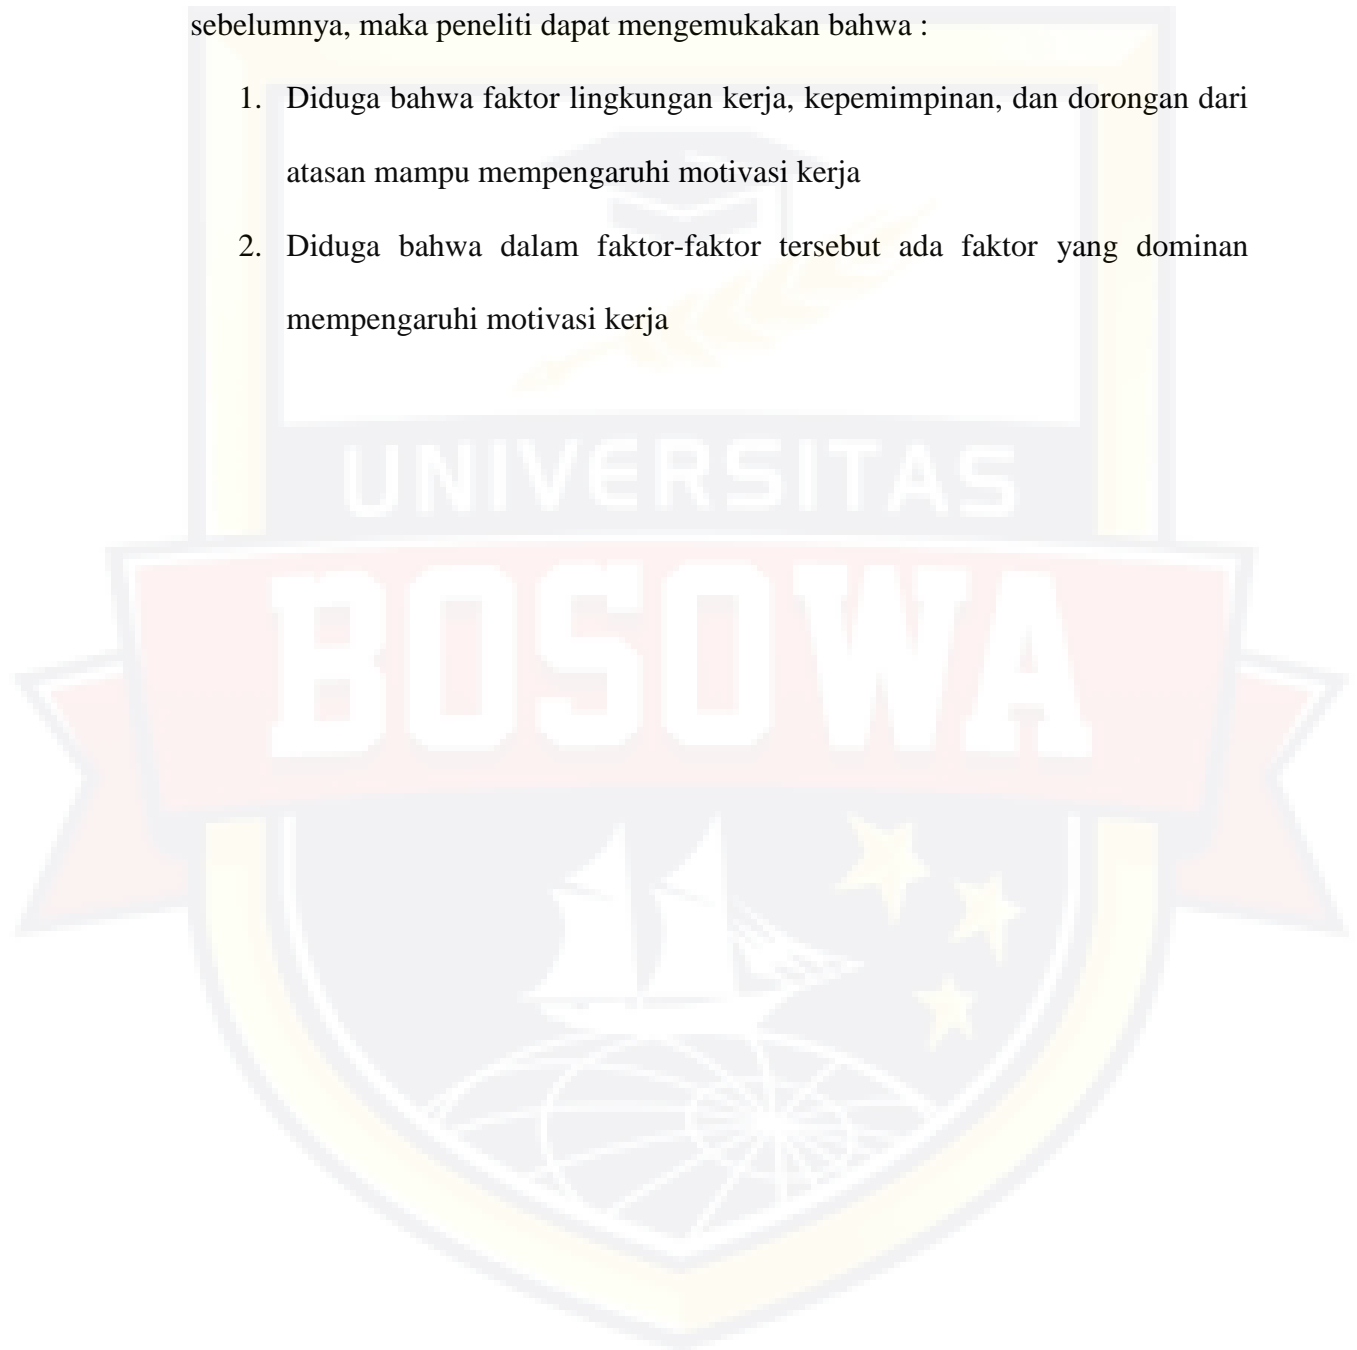 sebelumnya, maka peneliti dapat mengemukakan bahwa :
1. Diduga bahwa faktor lingkungan kerja, kepemimpinan, dan dorongan dari
atasan mampu mempengaruhi motivasi kerja
2. Diduga bahwa dalam faktor-faktor tersebut ada faktor yang dominan
mempengaruhi motivasi kerja
UNIVERSITAS
BOSOWA